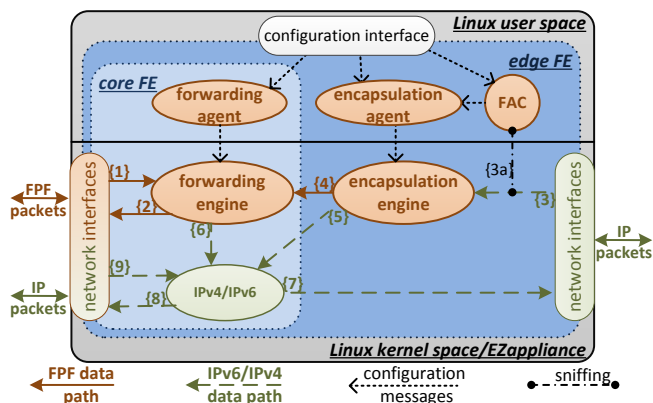 Linux user space
configuration interface
edge FE
core FE
forwarding
agent
encapsulation
agent
FAC
{3a}
network interfaces
{1}
FPF
packets
{2}
forwarding
engine
{4}
encapsulation
engine
{3}
network interfaces
{6}
{5}
IP
packets
{9}
IPv4/IPv6
{7}
IP
packets
{8}
Linux kernel space/EZappliance
FPF data
path
IPv6/IPv4
data path
configuration
messages
sniffing